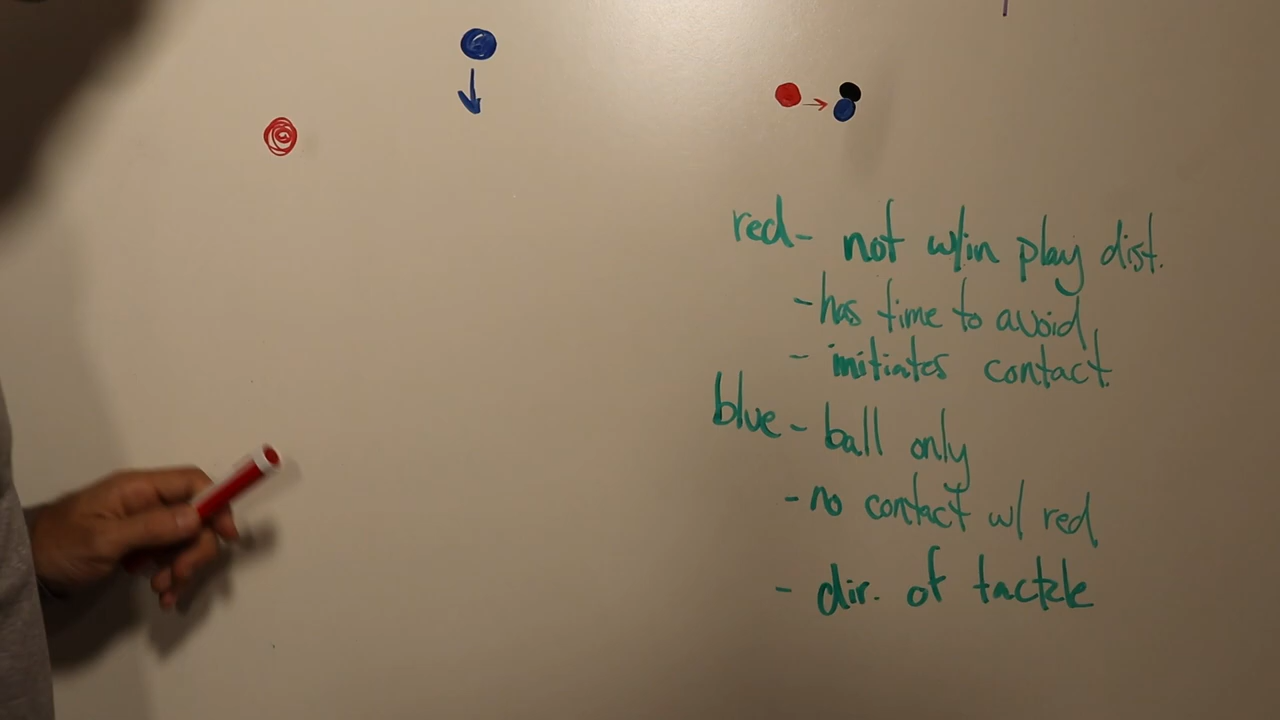 red- not w/in play dist.
- has time to avoid
- initiates contact
blue- ball only
- no contact w/ red
- dir. of tackle